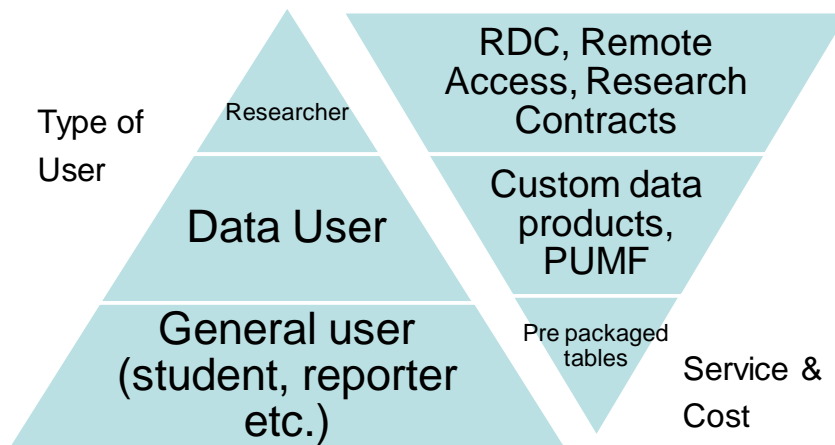 Type of
User
Researcher
Data User
General user
(student, reporter
etc.)
RDC, Remote
Access, Research
Contracts
Custom data
products,
PUMF
Pre packaged
tables
Service &
Cost